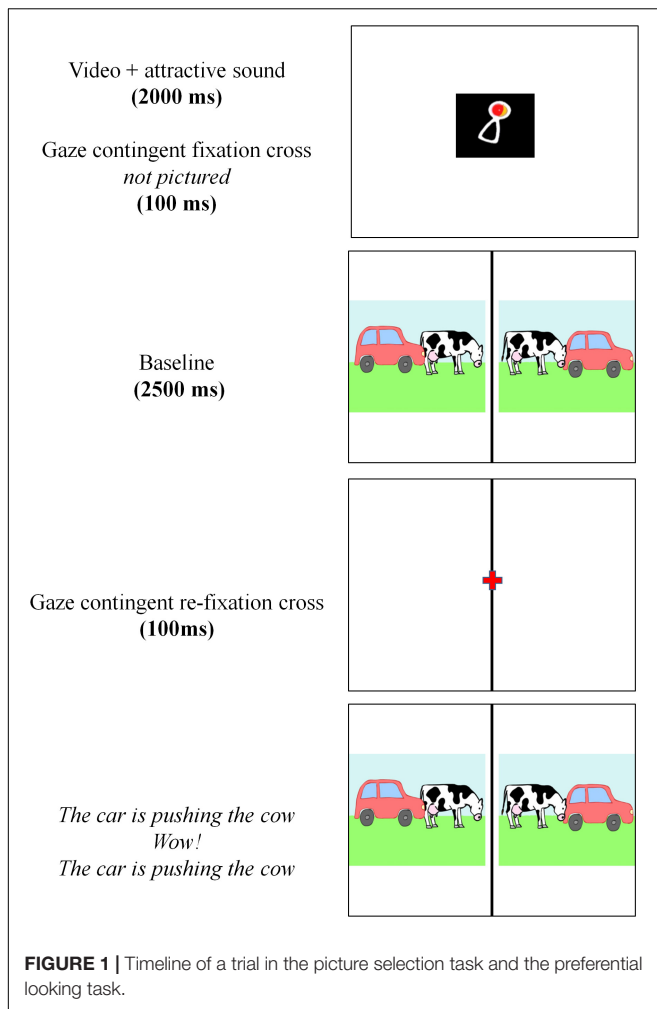 Video + attractive sound
(2000 ms)
Gaze contingent fixation cross
not pictured
(100 ms)
Baseline
(2500 ms)
Gaze contingent re-fixation cross
(100ms)
The car is pushing the cow
Wow!
The car is pushing the cow
FIGURE 1 | Timeline of a trial in the picture selection task and the preferential
looking task.